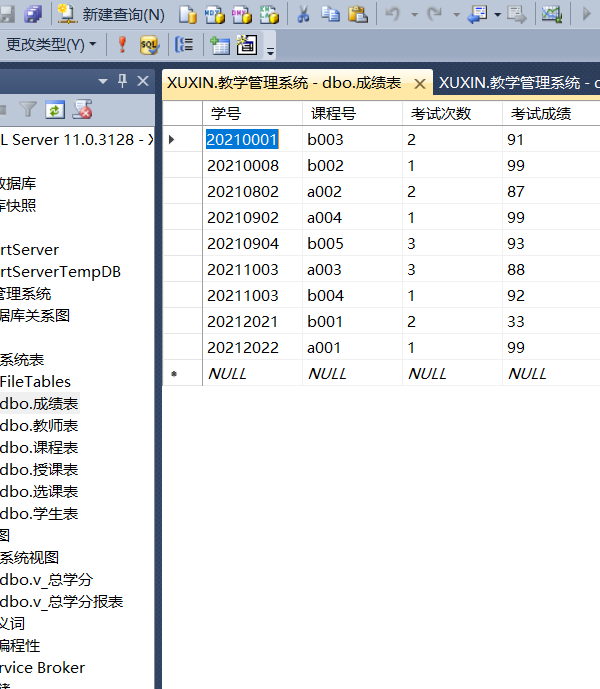 新建查询(N)
更改类型(Y)
XUXIN.教学管理系统 - dbo.成绩表
XUXIN.教学管理系统 - d
学号 课程号 考试次数 考试成绩
20210001 b003 2 91
20210008 b002 1 99
20210802 a002 2 87
20210902 a004 1 99
20210904 b005 3 93
20211003 a003 3 88
20211003 b004 1 92
20212021 b001 2 33
20212022 a001 1 99
NULL NULL NULL NULL
L Server 11.0.3128 - X
数据库
库快照
rtServer
rtServerTempDB
管理系统
据库关系图
系统表
FileTables
dbo.成绩表
dbo.教师表
dbo.课程表
dbo.授课表
dbo.选课表
dbo.学生表
图
系统视图
dbo.v_总学分
dbo.v_总学分报表
义词
编程性
rvice Broker